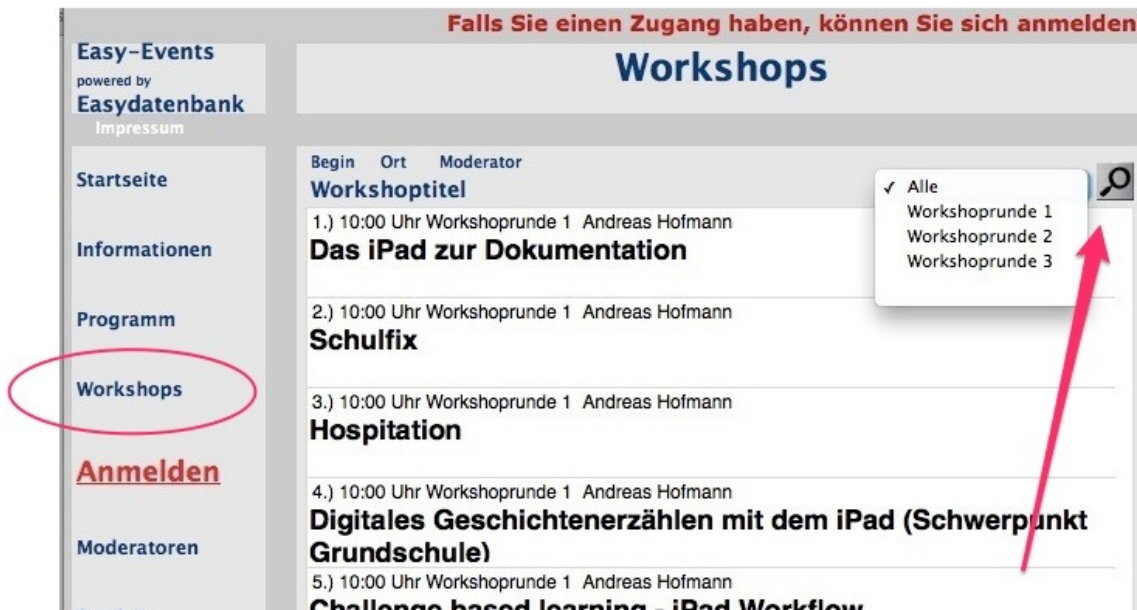 Falls Sie einen Zugang haben, können Sie sich anmelden
Easy-Events
powered by
Easydatenbank
Impressum
Workshops
Startseite
Informationen
Programm
Workshops
Anmelden
Moderatoren
Begin Ort Moderator
Workshoptitel
✓ Alle
Workshoprunde 1
Workshoprunde 2
Workshoprunde 3
1.) 10:00 Uhr Workshoprunde 1 Andreas Hofmann
Das iPad zur Dokumentation
2.) 10:00 Uhr Workshoprunde 1 Andreas Hofmann
Schulfix
3.) 10:00 Uhr Workshoprunde 1 Andreas Hofmann
Hospitation
4.) 10:00 Uhr Workshoprunde 1 Andreas Hofmann
Digitales Geschichtenerzählen mit dem iPad (Schwerpunkt
Grundschule)
5.) 10:00 Uhr Workshoprunde 1 Andreas Hofmann
Challenge based learning - iPad Workflow